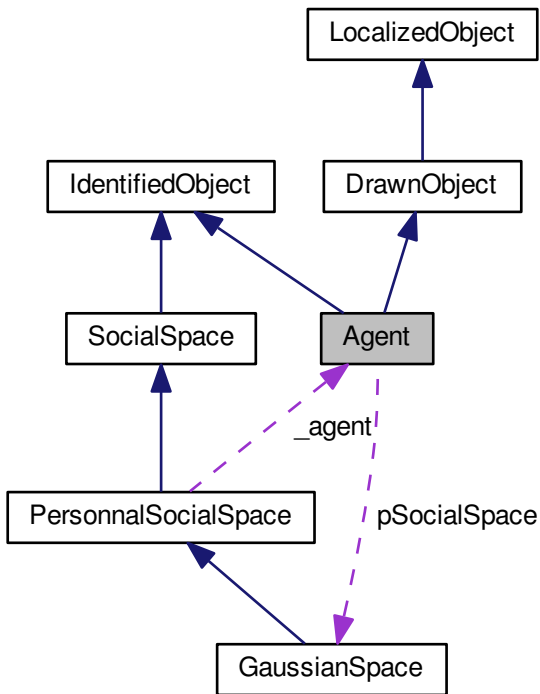 LocalizedObject
IdentifiedObject
DrawnObject
SocialSpace
Agent
_agent
PersonnalSocialSpace
pSocialSpace
GaussianSpace